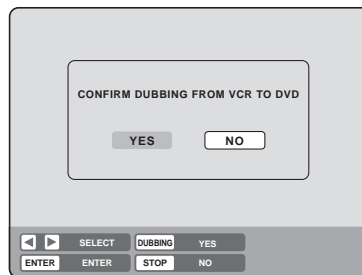 CONFIRM DUBBING FROM VCR TO DVD
YES NO
◀ ▶ SELECT DUBBING YES
ENTER ENTER STOP NO